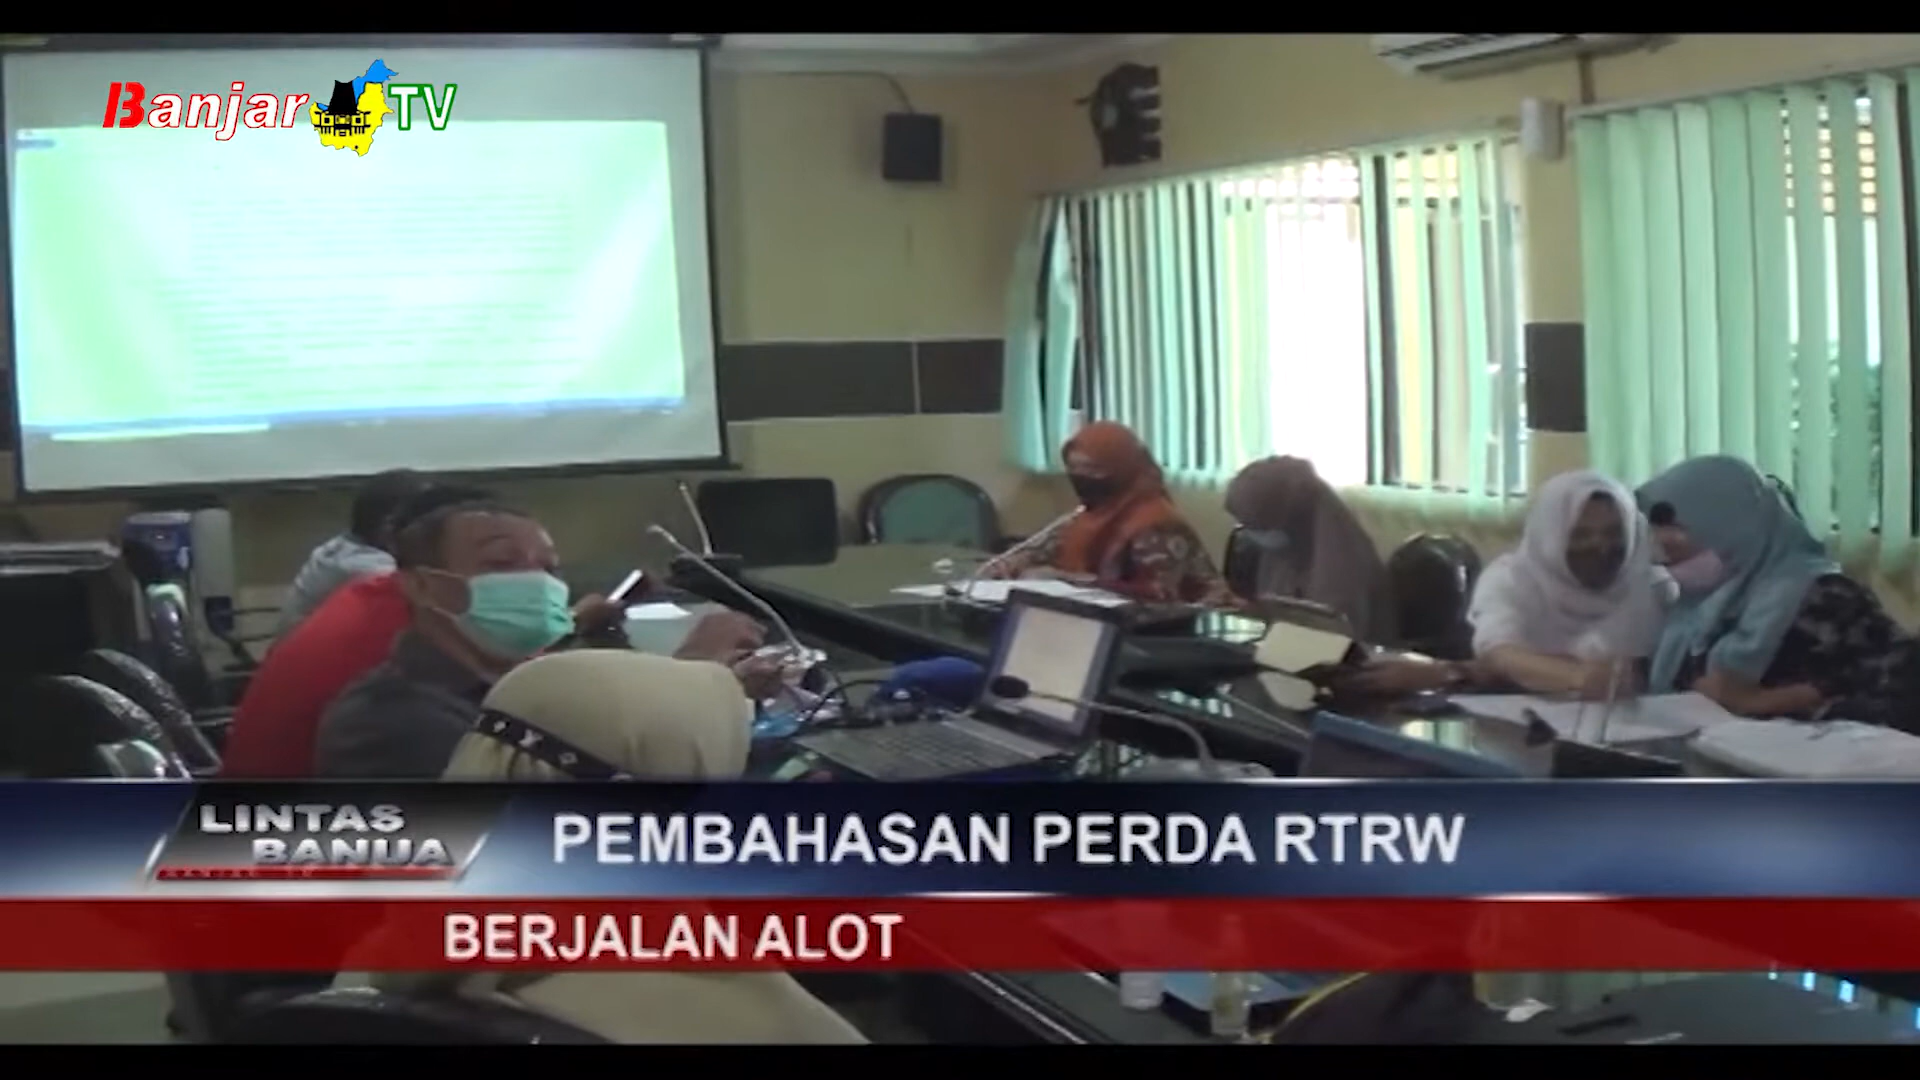 Banjar TV
LINTAS
BANUA
PEMBAHASAN PERDA RTRW
BERJALAN ALOT